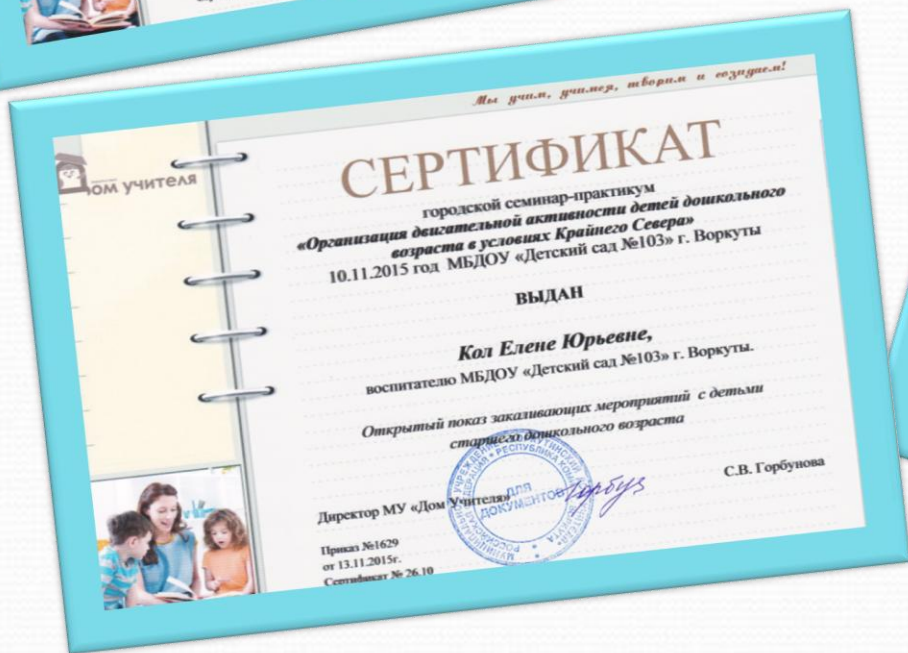 Мы учим, учимся, творим и созидаем!
Дом учителя
СЕРТИФИКАТ
городской семинар-практикум
«Организация двигательной активности детей дошкольного
возраста в условиях Крайнего Севера»
10.11.2015 год МБДОУ «Детский сад №103» г. Воркуты
ВЫДАН
Кол Елене Юрьевне,
воспитателю МБДОУ «Детский сад №103» г. Воркуты.
Открытый показ закаливающих мероприятий с детьми
старшего дошкольного возраста
ДЛЯ
ДОКУМЕНТОВ
Директор МУ «Дом Учителя»
С.В. Горбунова
Приказ №1629
от 13.11.2015г.
Сертификат № 26.10